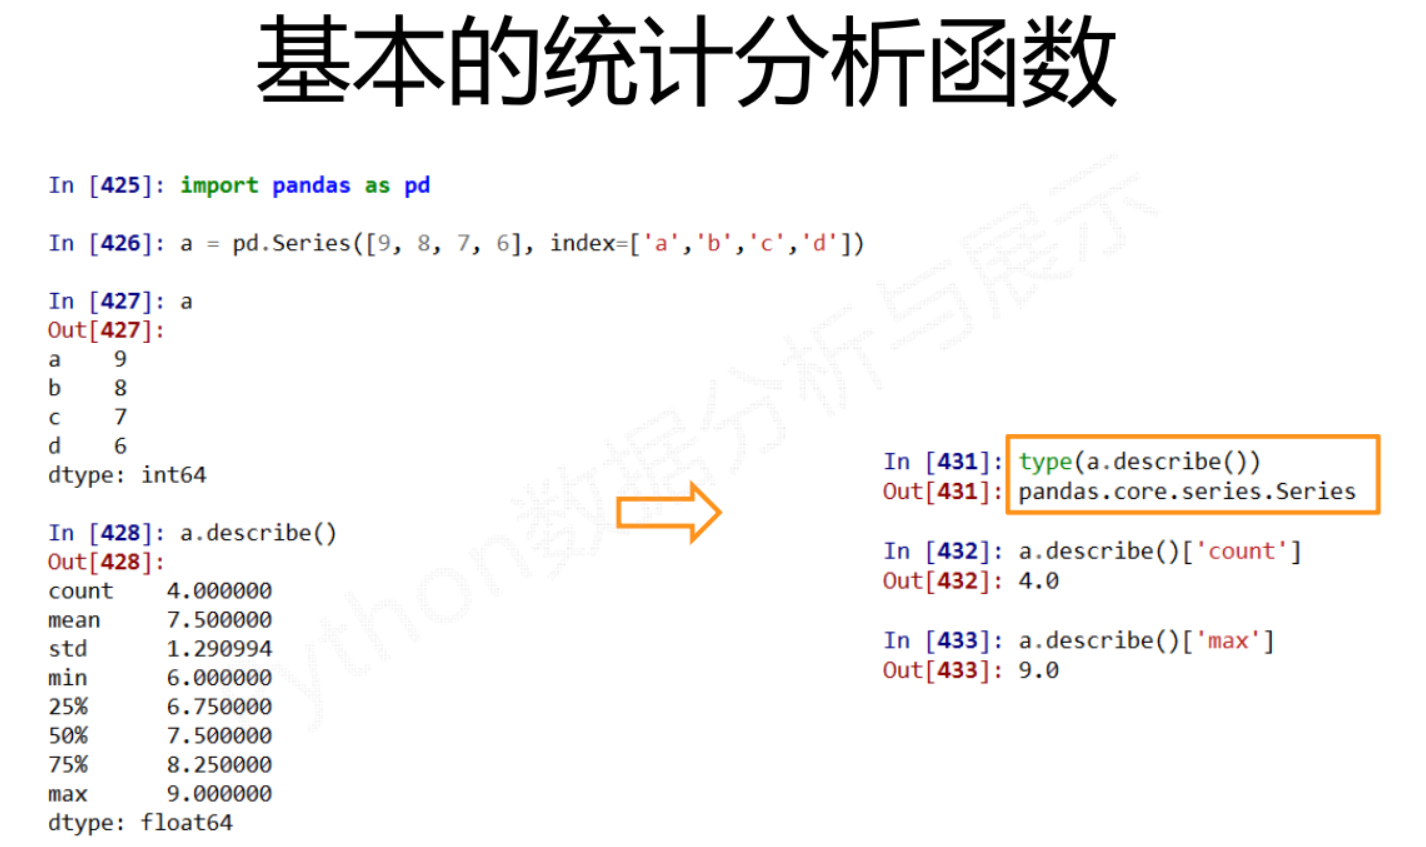 基本的统计分析函数
In [425]: import pandas as pd
In [426]: a = pd.Series([9, 8, 7, 6], index=['a','b','c','d'])
In [427]: a
Out[427]:
a    9
b    8
c    7
d    6
dtype: int64
In [428]: a.describe()
Out[428]:
count    4.000000
mean     7.500000
std      1.290994
min      6.000000
25%      6.750000
50%      7.500000
75%      8.250000
max      9.000000
dtype: float64
In [431]: type(a.describe())
Out[431]: pandas.core.series.Series
In [432]: a.describe()['count']
Out[432]: 4.0
In [433]: a.describe()['max']
Out[433]: 9.0
Python数据分析与展示